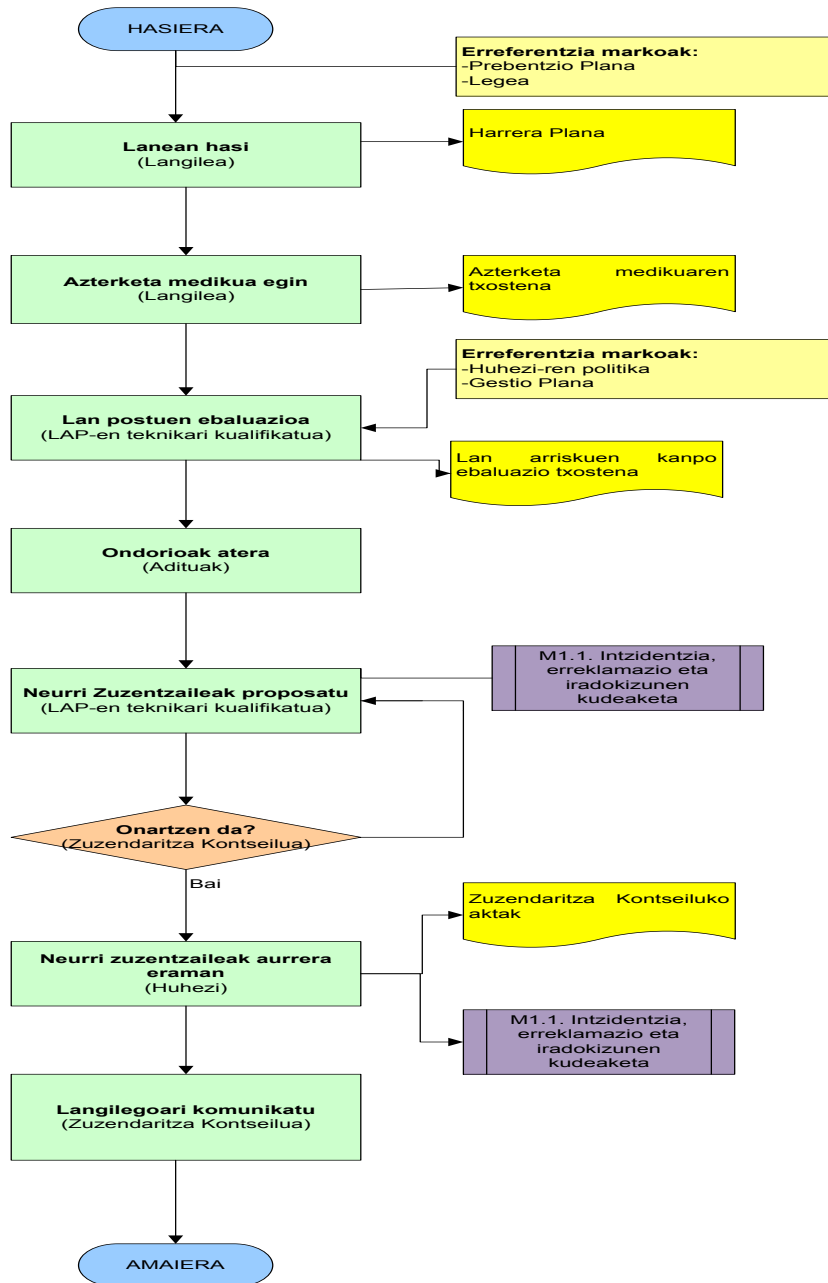 HASIERA
Erreferentzia markoak:
-Prebentzio Plana
-Legea
Lanean hasi
(Langilea)
Harrera Plana
Azterketa medikua egin
(Langilea)
Azterketa medikuaren
txostena
Erreferentzia markoak:
-Huhezi-ren politika
-Gestio Plana
Lan postuen ebaluazioa
(LAP-en teknikari kualifikatua)
Lan arriskuen kanpo
ebaluazio txostena
Ondorioak atera
(Adituak)
Neurri Zuzentzaileak proposatu
(LAP-en teknikari kualifikatua)
M1.1. Intzidentzia,
erreklamazio eta
iradokizunen
kudeaketa
Onartzen da?
(Zuzendaritza Kontseilua)
Bai
Zuzendaritza Kontseiluko
aktak
Neurri zuzentzaileak aurrera
eraman
(Huhezi)
M1.1. Intzidentzia,
erreklamazio eta
iradokizunen
kudeaketa
Langilegoari komunikatu
(Zuzendaritza Kontseilua)
AMAIERA